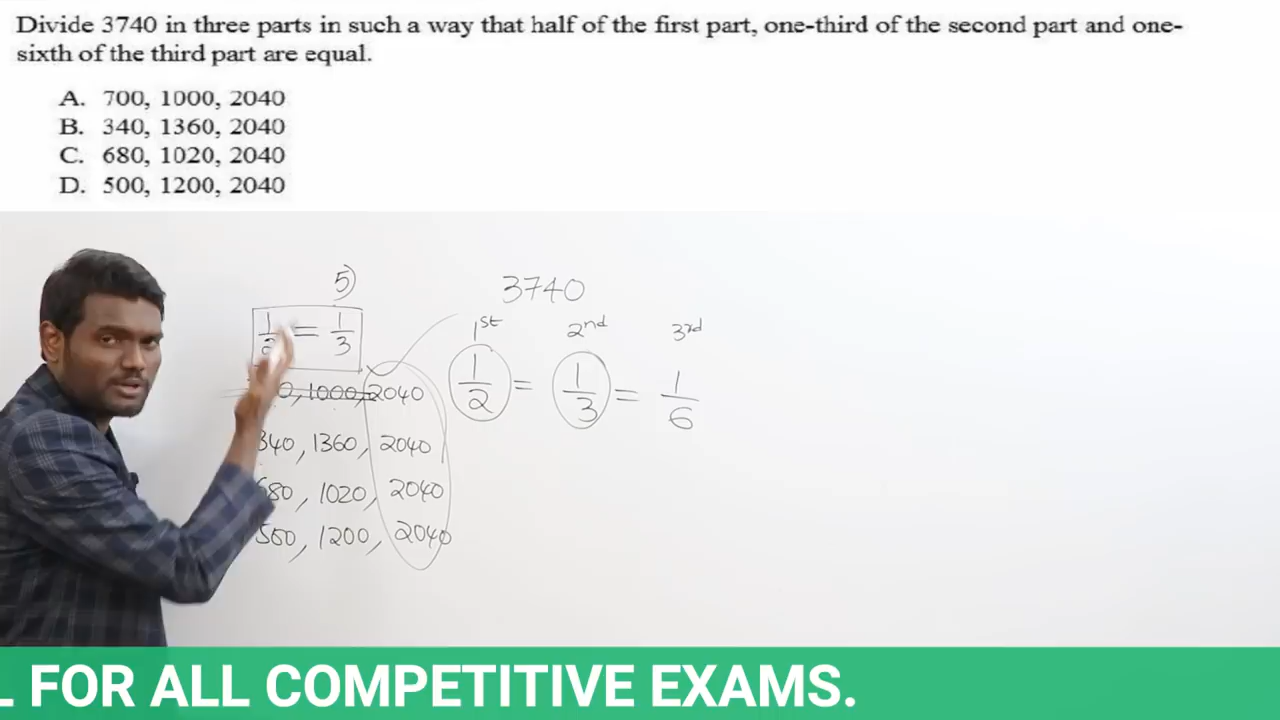 Divide 3740 in three parts in such a way that half of the first part, one-third of the second part and one-
sixth of the third part are equal.
A. 700, 1000, 2040
B. 340, 1360, 2040
C. 680, 1020, 2040
D. 500, 1200, 2040
5)
3740
1st 2nd 3rd
1/2 = 1/3 = 1/6
= 1/3
0, 1000, 2040
340, 1360, 2040
80, 1020, 2040
500, 1200, 2040
FOR ALL COMPETITIVE EXAMS.